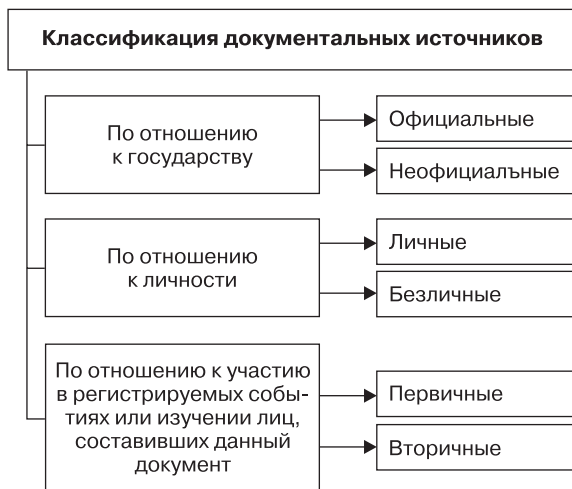 Классификация документальных источников
По отношению
к государству
Официальные
Неофициалъные
По отношению
к личности
Личные
Безличные
По отношению к участию
в регистрируемых собы-
тиях или изучении лиц,
составивших данный
документ
Первичные
Вторичные